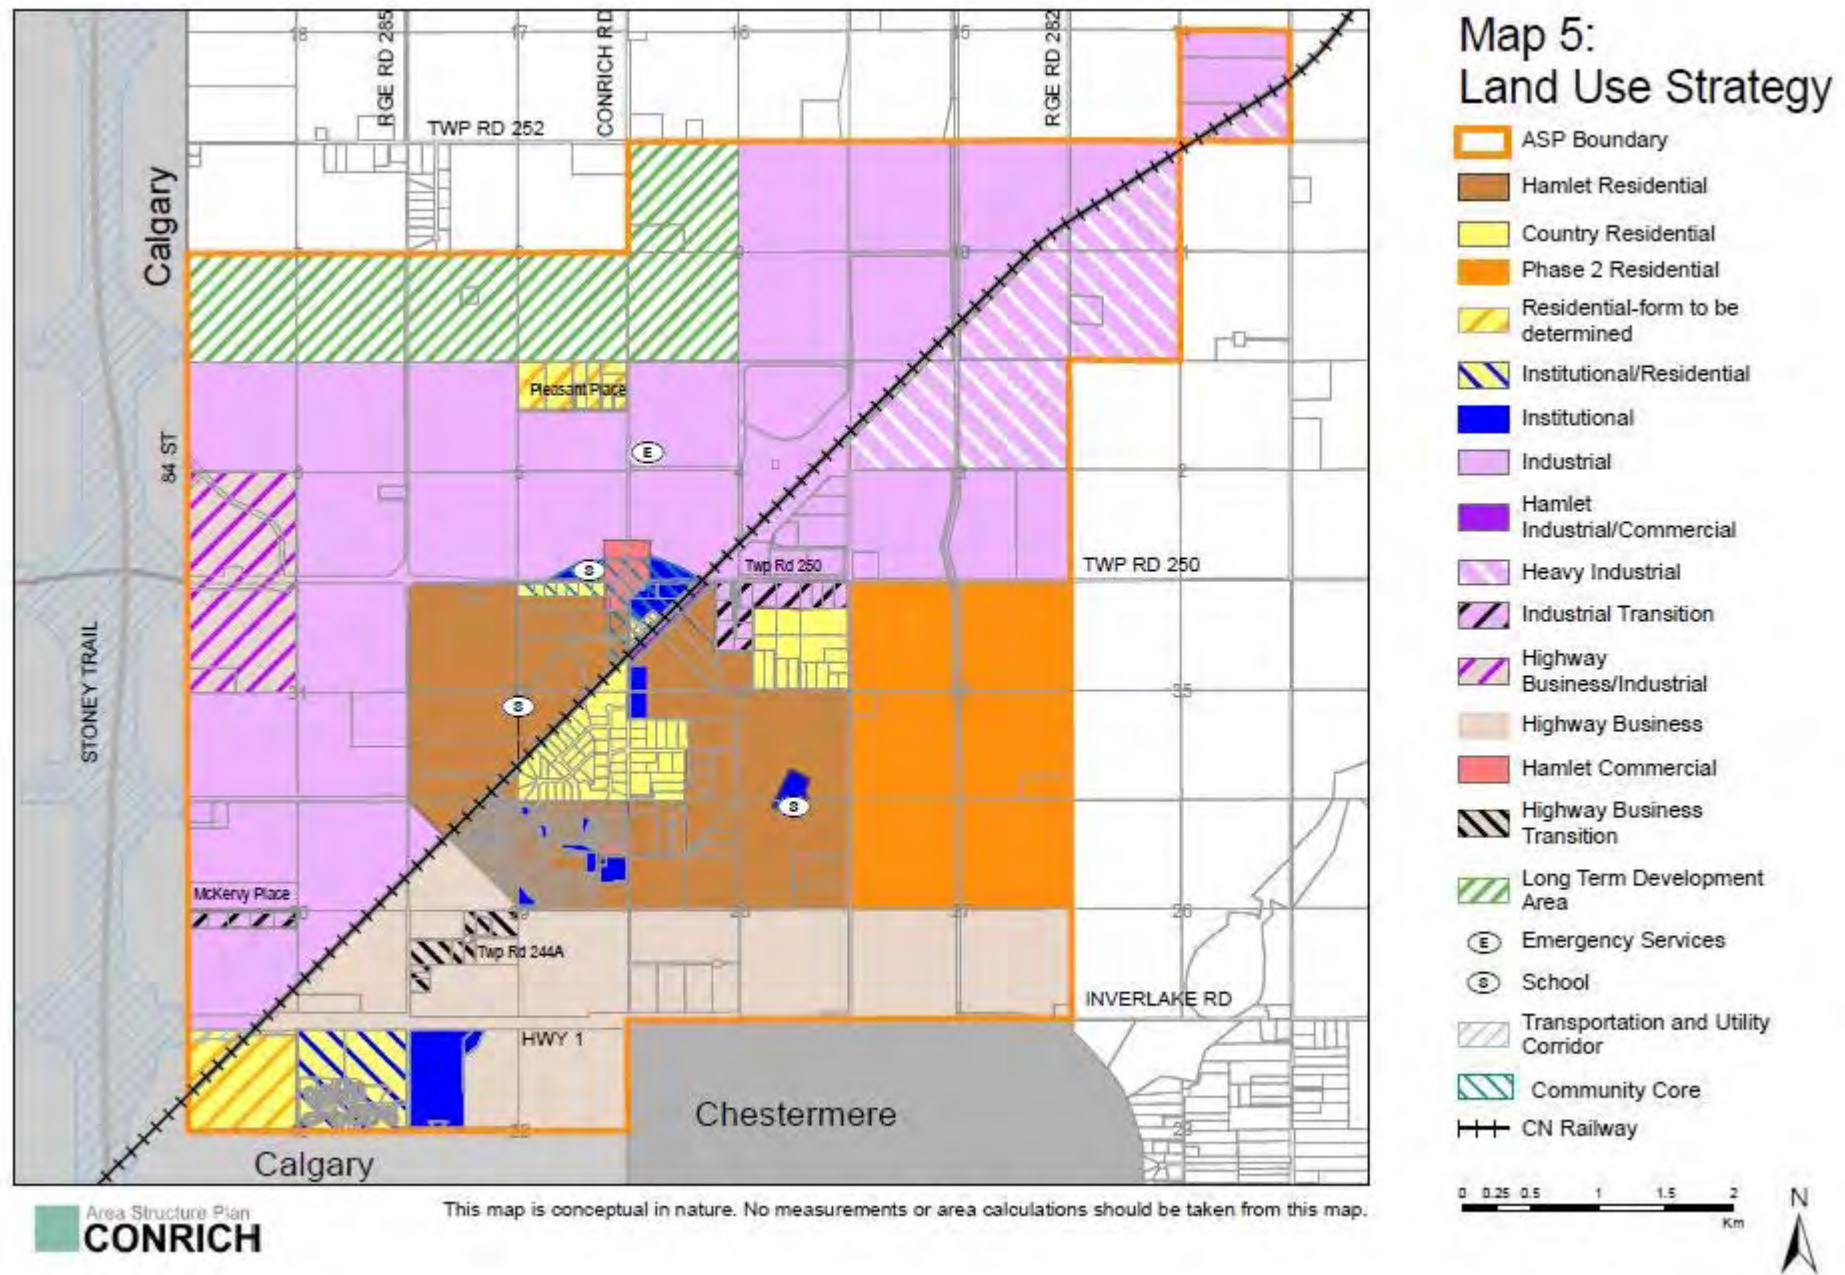 Map 5:
Land Use Strategy
ASP Boundary
Hamlet Residential
Country Residential
Phase 2 Residential
Residential-form to be
determined
Institutional/Residential
Institutional
Industrial
Hamlet
Industrial/Commercial
Heavy Industrial
Industrial Transition
Highway
Business/Industrial
Highway Business
Hamlet Commercial
Highway Business
Transition
Long Term Development
Area
E Emergency Services
S School
Transportation and Utility
Corridor
Community Core
CN Railway
0 0.25 0.5 1 1.5 2
Km
N
RGE RD 285
CONRICH RD
RGE RD 282
TWP RD 252
Calgary
84 ST
STONEY TRAIL
Pleasant Place
E
S
Twp Rd 250
TWP RD 250
S
S
McKervy Place
Twp Rd 244A
INVERLAKE RD
HWY 1
Chestermere
Calgary
17
16
15
10
2
Area Structure Plan
CONRICH
This map is conceptual in nature. No measurements or area calculations should be taken from this map.